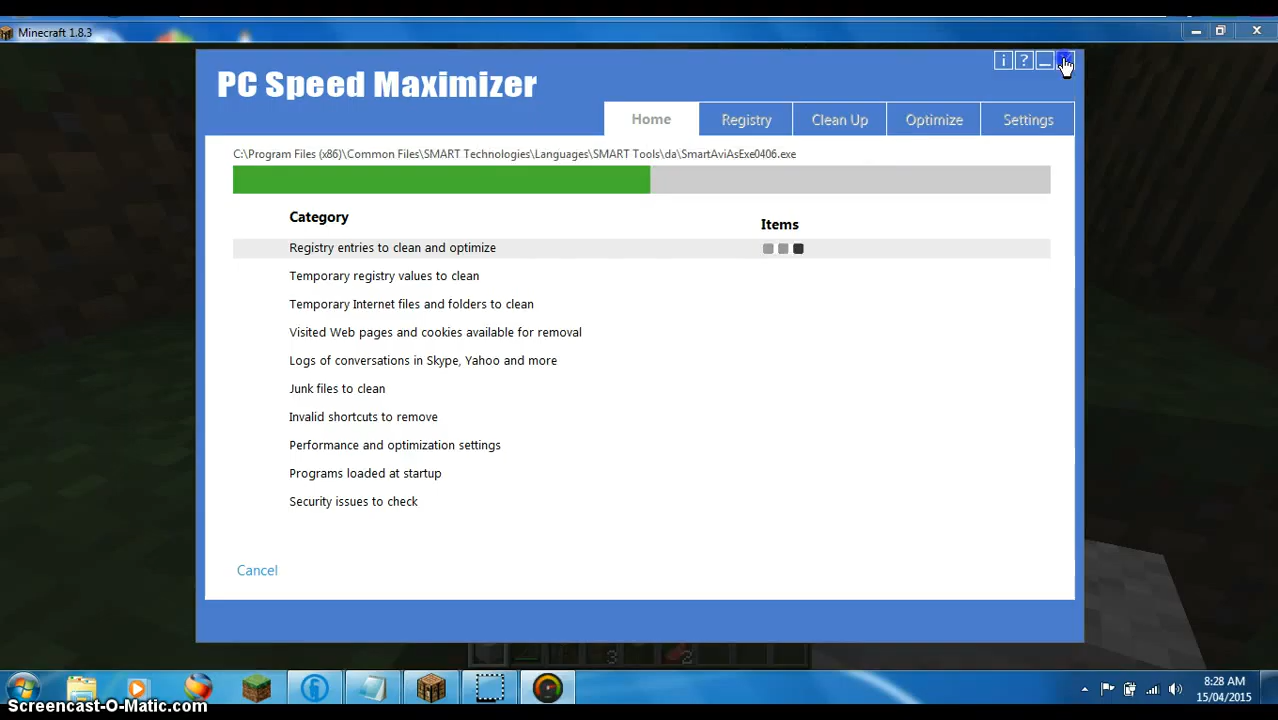 Minecraft 1.8.3
PC Speed Maximizer
i ?
Home Registry Clean Up Optimize Settings
C:\Program Files (x86)\Common Files\SMART Technologies\Languages\SMART Tools\da\SmartAviAsExe0406.exe
Category Items
Registry entries to clean and optimize
Temporary registry values to clean
Temporary Internet files and folders to clean
Visited Web pages and cookies available for removal
Logs of conversations in Skype, Yahoo and more
Junk files to clean
Invalid shortcuts to remove
Performance and optimization settings
Programs loaded at startup
Security issues to check
Cancel
3 2
8:28 AM
15/04/2015
Screencast-O-Matic.com